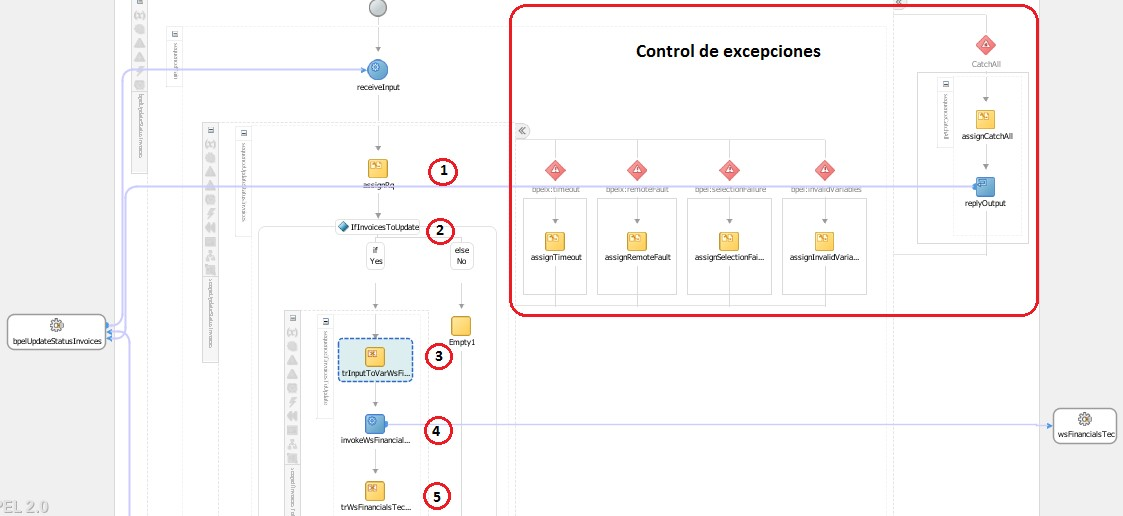 Control de excepciones
CatchAll
receiveInput
assignCatchAll
1
assignRq
bpelx:timeout
bpelx:remoteFault
bpel:selectionFailure
bpel:invalidVariables
replyOutput
IfInvoicesToUpdate
2
if
Yes
else
No
assignTimeout
assignRemoteFault
assignSelectionFai...
assignInvalidVaria...
bpelUpdateStatusInvoices
Empty1
3
trInputToVarWsFi...
4
invokeWsFinancial...
wsFinancialsTec
5
trWsFinancialsTec...
PEL 2.0